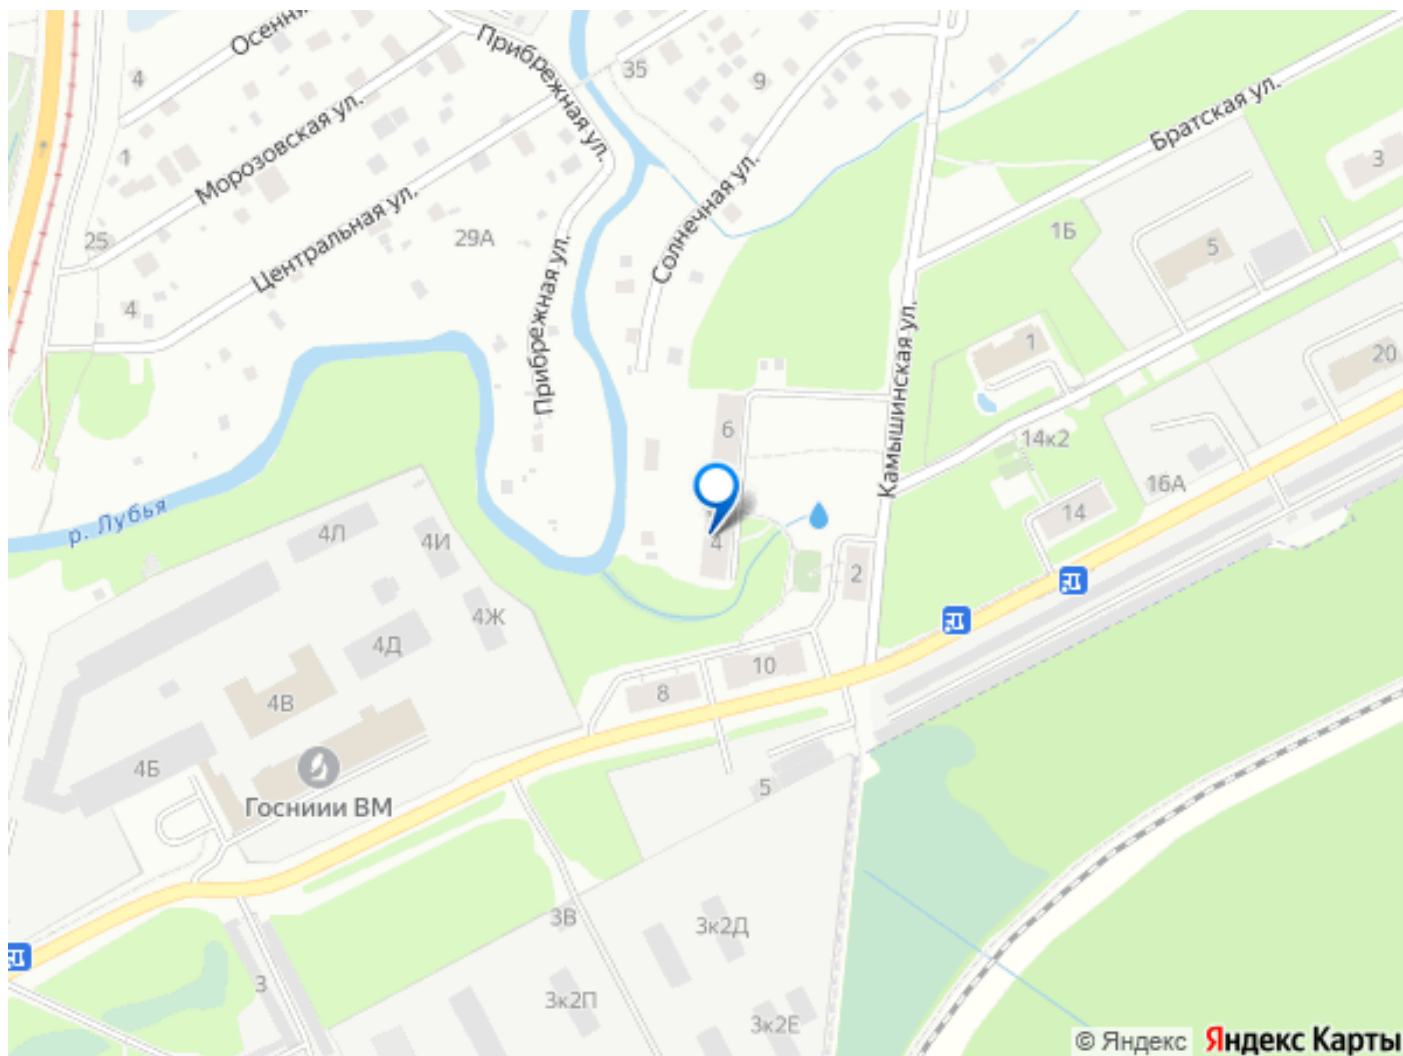 Осення
Прибрежная ул.
35
9
4
Братская ул.
Морозовская ул.
1
3
Солнечная ул.
Центральная ул.
25
29А
1Б
5
Прибрежная ул.
4
Камышинская ул.
1
20
6
14к2
16А
р. Лубья
4Л
4И
14
4
2
4Ж
4Д
10
8
4В
4Б
5
Госниии ВМ
3В
3к2Д
3
3к2П
3к2Е
© Яндекс
Яндекс Карты